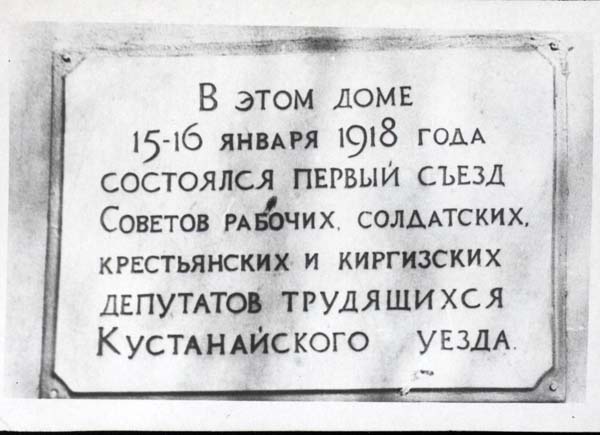 В ЭТОМ ДОМЕ
15-16 ЯНВАРЯ 1918 ГОДА
СОСТОЯЛСЯ ПЕРВЫЙ СЪЕЗД
СОВЕТОВ РАБОЧИХ, СОЛДАТСКИХ,
КРЕСТЬЯНСКИХ И КИРГИЗСКИХ
ДЕПУТАТОВ ТРУДЯЩИХСЯ
КУСТАНАЙСКОГО УЕЗДА.